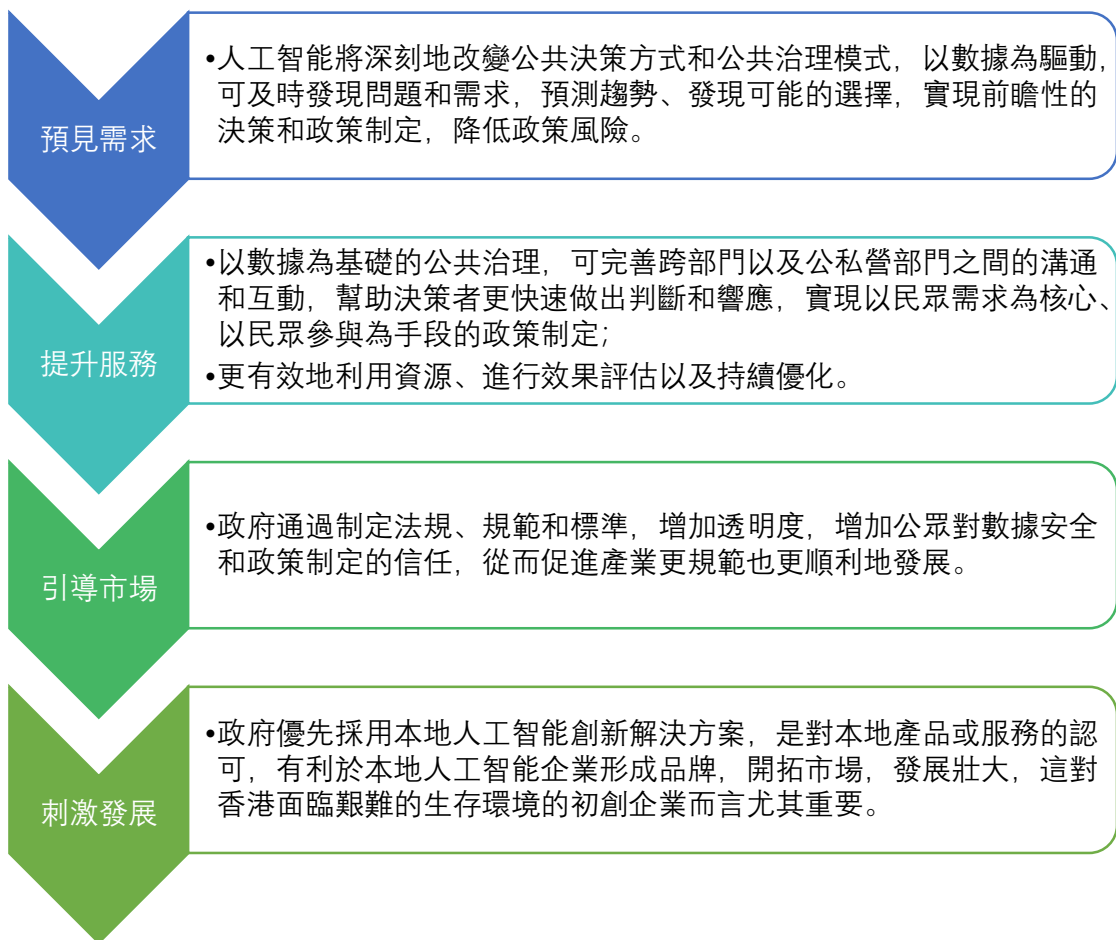 預見需求
•人工智能將深刻地改變公共決策方式和公共治理模式，以數據為驅動，
可及時發現問題和需求，預測趨勢、發現可能的選擇，實現前瞻性的
決策和政策制定，降低政策風險。
提升服務
•以數據為基礎的公共治理，可完善跨部門以及公私營部門之間的溝通
和互動，幫助決策者更快速做出判斷和響應，實現以民眾需求為核心、
以民眾參與為手段的政策制定；
•更有效地利用資源、進行效果評估以及持續優化。
引導市場
•政府通過制定法規、規範和標準，增加透明度，增加公眾對數據安全
和政策制定的信任，從而促進產業更規範也更順利地發展。
刺激發展
•政府優先採用本地人工智能創新解決方案，是對本地產品或服務的認
可，有利於本地人工智能企業形成品牌，開拓市場，發展壯大，這對
香港面臨艱難的生存環境的初創企業而言尤其重要。